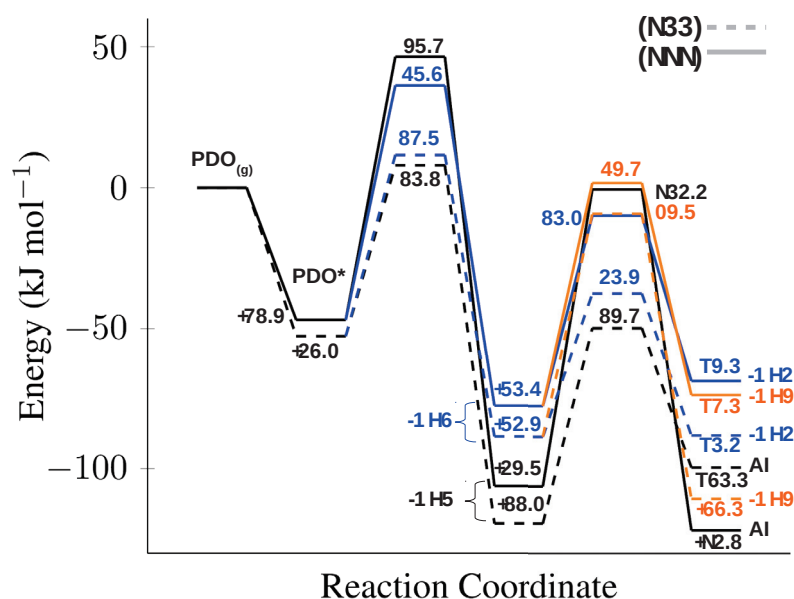 (N33)
(NNN)
50
95.7
45.6
87.5
83.8
PDO(g)
49.7
0
N32.2
83.0
09.5
PDO*
23.9
+78.9
89.7
−50
+26.0
T9.3
-1 H2
+53.4
T7.3
-1 H9
-1 H6
+52.9
T3.2
-1 H2
−100
+29.5
T63.3
Al
-1 H5
+88.0
+66.3
-1 H9
+N2.8
Al
Energy (kJ mol−1)
Reaction Coordinate